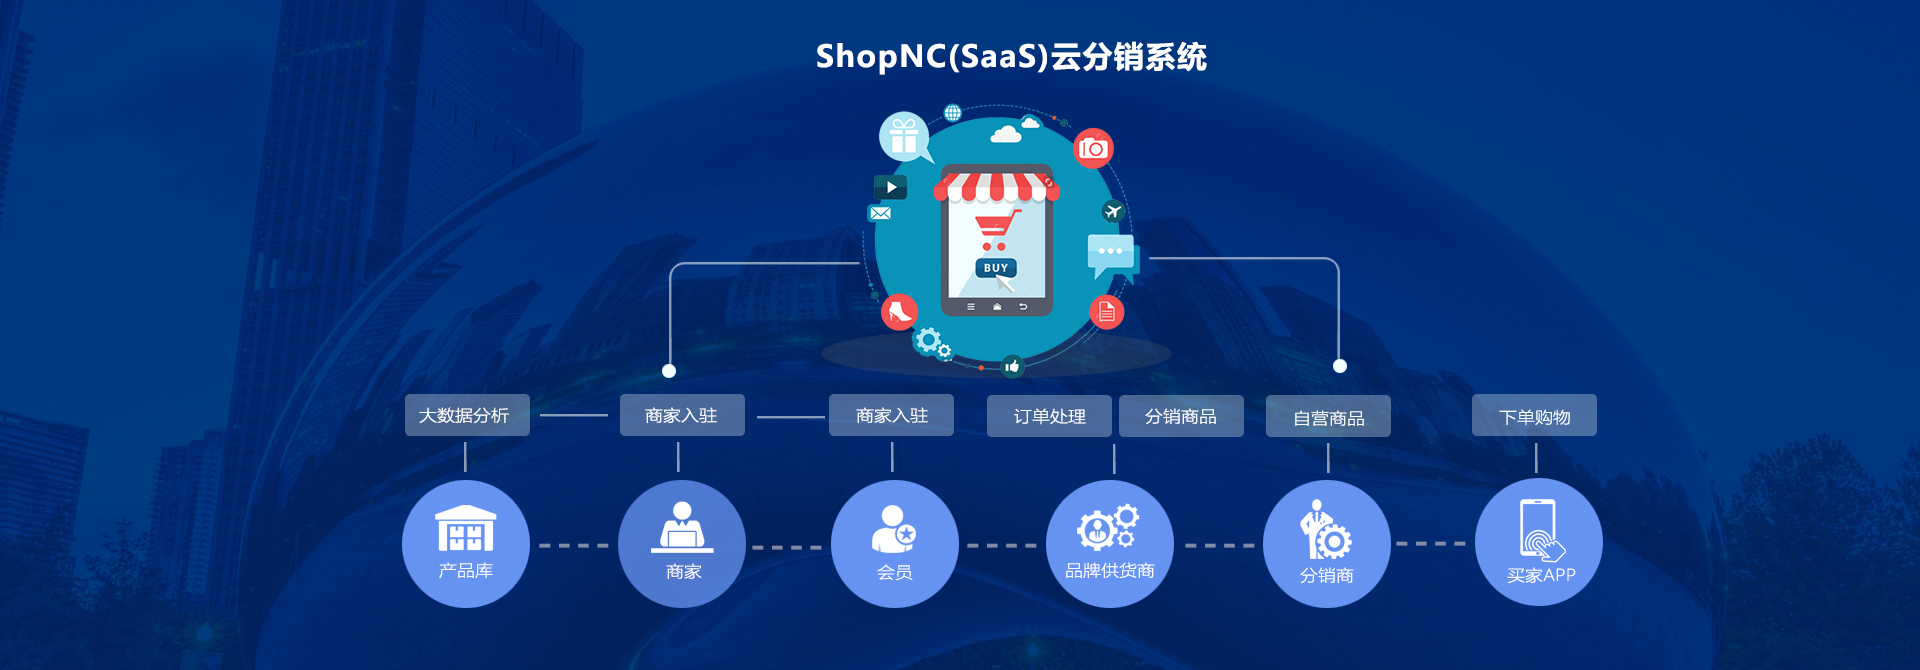 ShopNC(SaaS)云分销系统
BUY
大数据分析
商家入驻
商家入驻
订单处理
分销商品
自营商品
下单购物
产品库
商家
会员
品牌供货商
分销商
买家APP